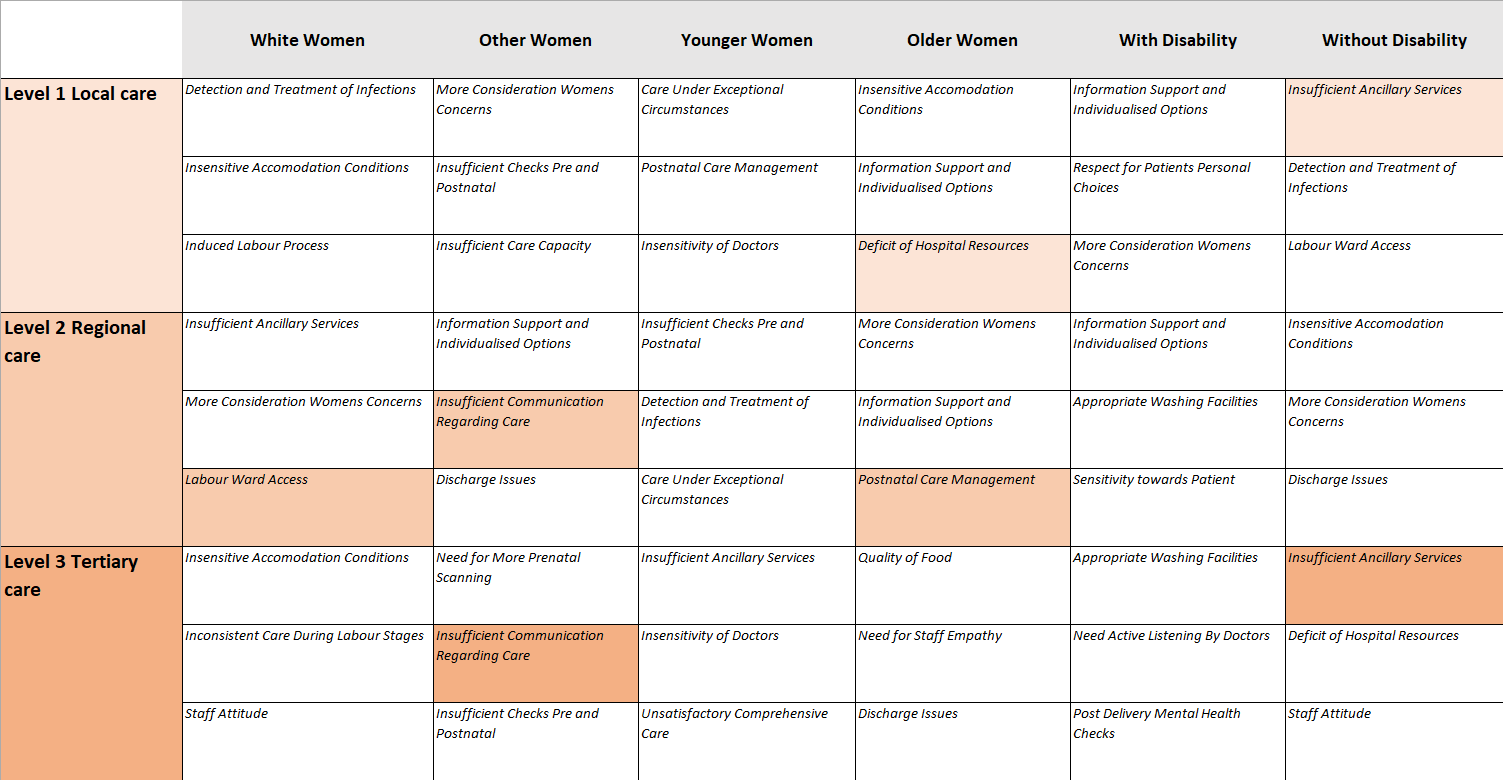 White Women
Other Women
Younger Women
Older Women
With Disability
Without Disability
Level 1 Local care
Detection and Treatment of Infections
More Consideration Womens
Concerns
Care Under Exceptional
Circumstances
Insensitive Accomodation
Conditions
Information Support and
Individualised Options
Insufficient Ancillary Services
Insensitive Accomodation Conditions
Insufficient Checks Pre and
Postnatal
Postnatal Care Management
Information Support and
Individualised Options
Respect for Patients Personal
Choices
Detection and Treatment of
Infections
Induced Labour Process
Insufficient Care Capacity
Insensitivity of Doctors
Deficit of Hospital Resources
More Consideration Womens
Concerns
Labour Ward Access
Level 2 Regional
care
Insufficient Ancillary Services
Information Support and
Individualised Options
Insufficient Checks Pre and
Postnatal
More Consideration Womens
Concerns
Information Support and
Individualised Options
Insensitive Accomodation
Conditions
More Consideration Womens Concerns
Insufficient Communication
Regarding Care
Detection and Treatment of
Infections
Information Support and
Individualised Options
Appropriate Washing Facilities
More Consideration Womens
Concerns
Labour Ward Access
Discharge Issues
Care Under Exceptional
Circumstances
Postnatal Care Management
Sensitivity towards Patient
Discharge Issues
Level 3 Tertiary
care
Insensitive Accomodation Conditions
Need for More Prenatal
Scanning
Insufficient Ancillary Services
Quality of Food
Appropriate Washing Facilities
Insufficient Ancillary Services
Inconsistent Care During Labour Stages
Insufficient Communication
Regarding Care
Insensitivity of Doctors
Need for Staff Empathy
Need Active Listening By Doctors
Deficit of Hospital Resources
Staff Attitude
Insufficient Checks Pre and
Postnatal
Unsatisfactory Comprehensive
Care
Discharge Issues
Post Delivery Mental Health
Checks
Staff Attitude